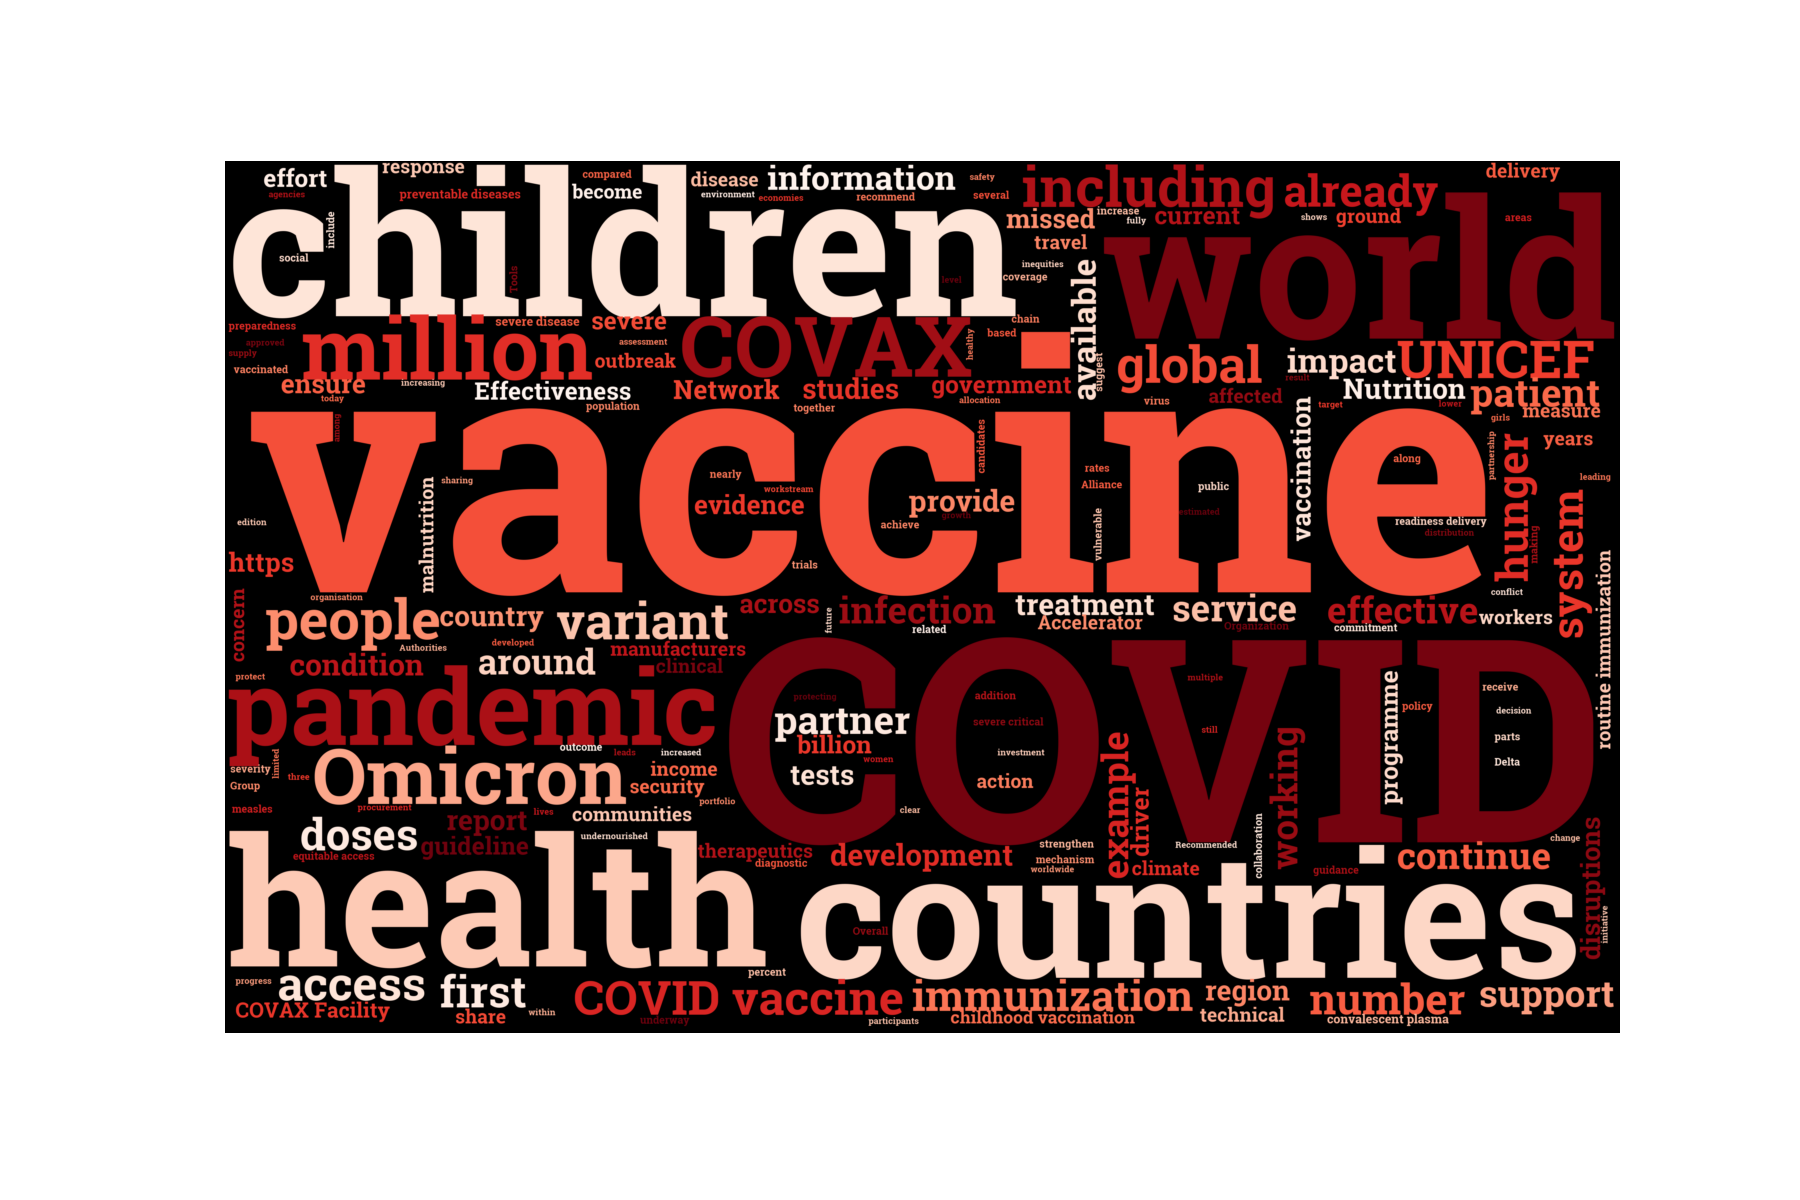 effort
response
compared
disease
information
safety
including
already
delivery
agencies
preventable diseases
become
environment
economies
recommend
several
missed
increase
fully
current
shows
ground
areas
children
include
social
Tools
level
travel
inequities
coverage
world
available
preparedness
approved
supply
vaccinated
million
severe disease
severe
assessment
outbreak
COVAX
healthy
chain
based
suggest
global
impact
UNICEF
result
ensure
today
increasing
Effectiveness
population
Network
studies
together
government
allocation
virus
affected
target
Nutrition
lower
patient
measure
girls
years
vaccine
among
malnutrition
sharing
nearly
evidence
workstream
candidates
provide
achieve
growth
trials
rates
Alliance
vulnerable
public
estimated
vaccination
along
readiness delivery
distribution
partnership
hunger
making
leading
system
edition
https
organisation
concern
people
country
Authorities
variant
developed
across
future
infection
related
treatment
Accelerator
service
Organization
effective
commitment
conflict
workers
routine immunization
condition
around
manufacturers
clinical
protect
pandemic
COVID
protecting
partner
billion
women
tests
addition
severe critical
investment
action
clear
multiple
still
programme
policy
receive
decision
parts
Delta
severity
limited
Group
three
Omicron
outcome
leads
increased
income
security
portfolio
measles
procurement
lives
communities
doses
report
guideline
undernourished
equitable access
therapeutics
diagnostic
development
strengthen
mechanism
worldwide
example
driver
climate
Recommended
collaboration
working
guidance
continue
change
disruptions
initiative
health
countries
Overall
progress
access
first
percent
COVAX Facility
share
within
COVID vaccine
underway
participants
immunization
childhood vaccination
region
technical
number
convalescent plasma
support